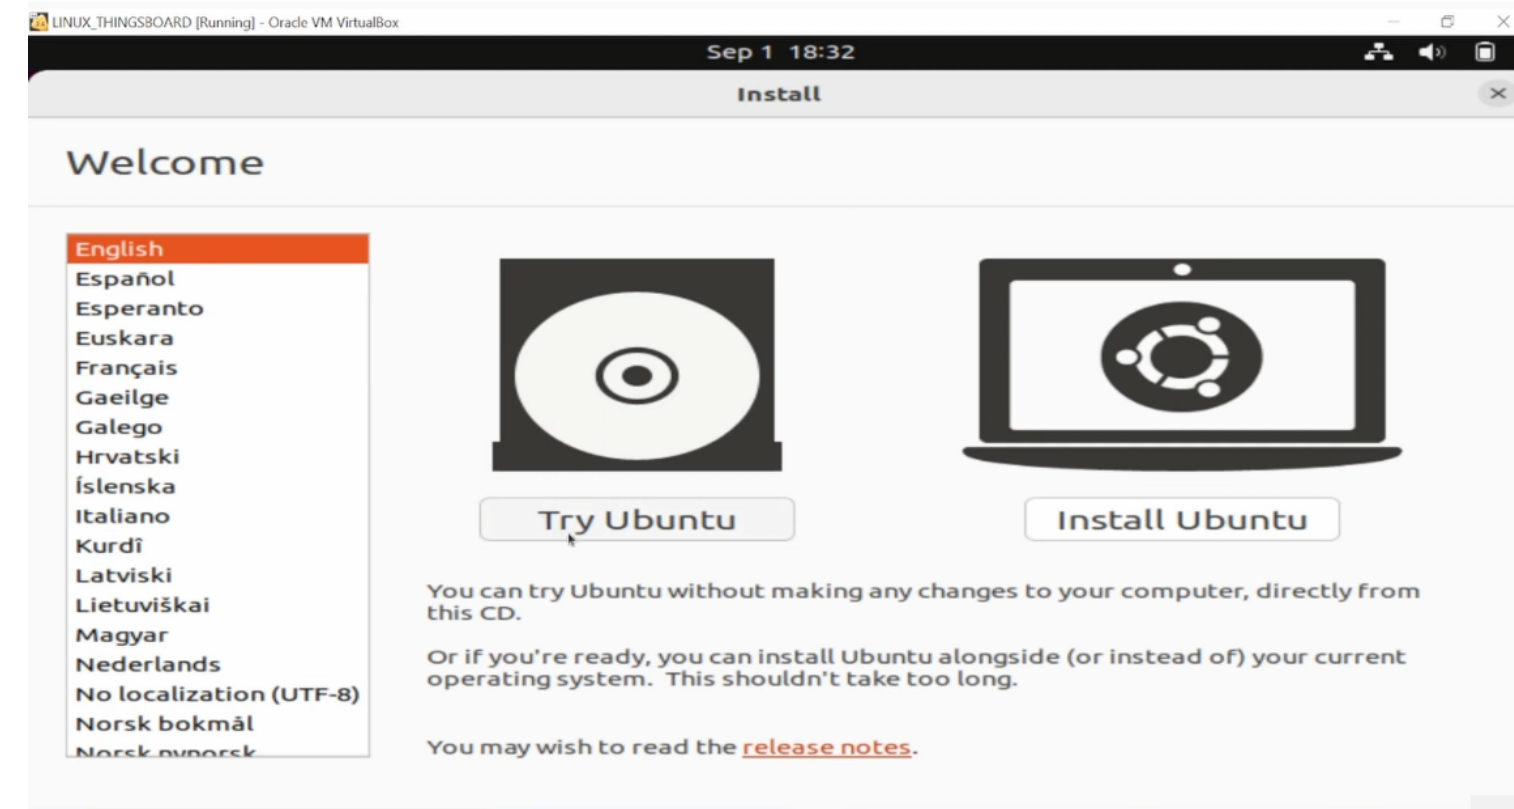 LINUX_THINGSBOARD [Running] - Oracle VM VirtualBox
Sep 1 18:32
Install
Welcome
English
Español
Esperanto
Euskara
Français
Gaeilge
Galego
Hrvatski
Íslenska
Italiano
Kurdî
Latviski
Lietuviškai
Magyar
Nederlands
No localization (UTF-8)
Norsk bokmål
Norsk nynorsk
Try Ubuntu
Install Ubuntu
You can try Ubuntu without making any changes to your computer, directly from
this CD.
Or if you're ready, you can install Ubuntu alongside (or instead of) your current
operating system. This shouldn't take too long.
You may wish to read the release notes.